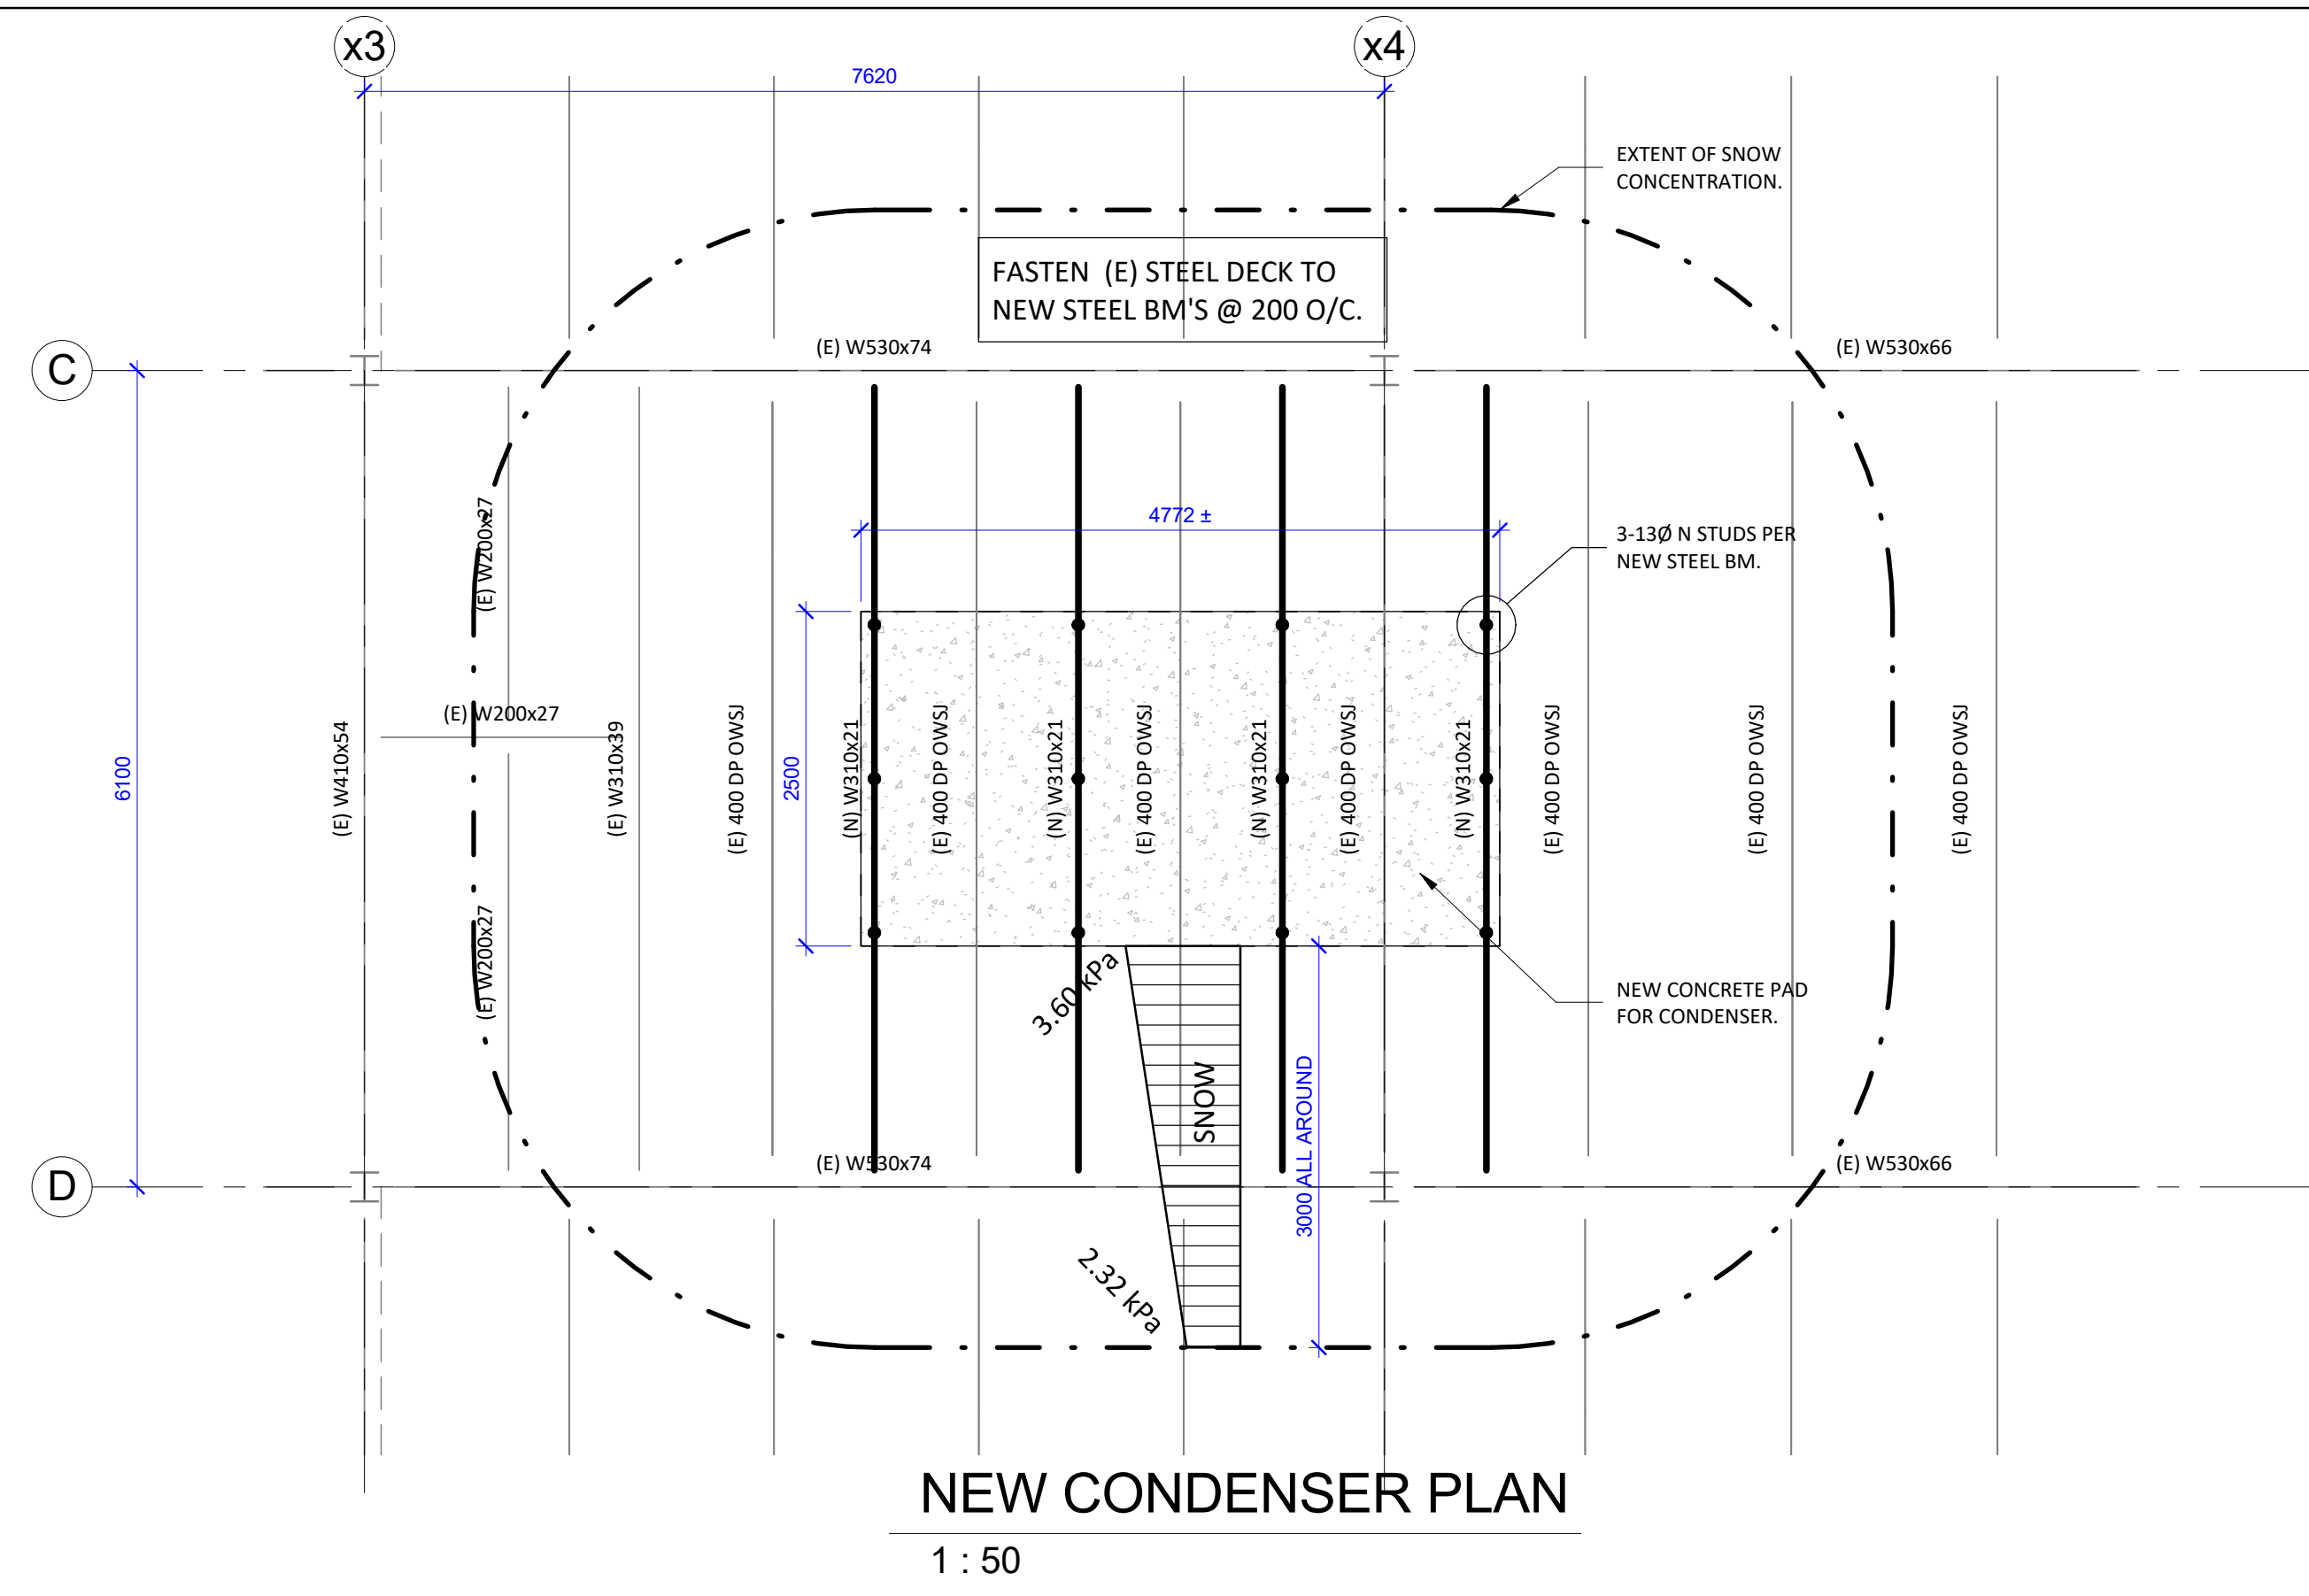 x3
x4
7620
EXTENT OF SNOW
CONCENTRATION.
FASTEN (E) STEEL DECK TO
NEW STEEL BM'S @ 200 O/C.
(E) W530x74
(E) W530x66
C
(E) W200x27
4772 ±
3-13Ø N STUDS PER
NEW STEEL BM.
(E) W200x27
6100
(E) W410x54
(E) W310x39
(E) 400 DP OWSJ
2500
(N) W310x21
(E) 400 DP OWSJ
(N) W310x21
(E) 400 DP OWSJ
(N) W310x21
(E) 400 DP OWSJ
(N) W310x21
(E) 400 DP OWSJ
(E) 400 DP OWSJ
(E) 400 DP OWSJ
(E) W200x27
3.60 kPa
NEW CONCRETE PAD
FOR CONDENSER.
SNOW
3000 ALL AROUND
(E) W530x74
(E) W530x66
D
2.32 kPa
NEW CONDENSER PLAN
1 : 50